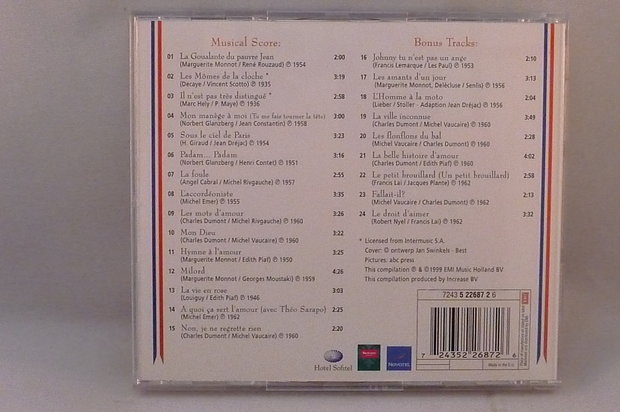 Musical Score:
01 La Goualante du pauvre Jean 2:00
(Marguerite Monnot / René Rouzaud) ℗ 1954
02 Les Mômes de la cloche * 3:19
(Decaye / Vincent Scotto) ℗ 1935
03 Il n'est pas très distingué * 2:58
(Marc Hely / P. Maye) ℗ 1936
04 Mon manège à moi (Tu me fais tourner la tête) 3:00
(Norbert Glanzberg / Jean Constantin) ℗ 1958
05 Sous le ciel de Paris 3:28
(H. Giraud / Jean Dréjac) ℗ 1954
06 Padam... Padam 3:16
(Norbert Glanzberg / Henri Contet) ℗ 1951
07 La foule 2:55
(Angel Cabral / Michel Rivgauche) ℗ 1957
08 L'accordéoniste 3:35
(Michel Emer) ℗ 1955
09 Les mots d'amour 3:26
(Charles Dumont / Michel Rivgauche) ℗ 1960
10 Mon Dieu 3:22
(Charles Dumont / Michel Vaucaire) ℗ 1960
11 Hymne à l'amour 3:25
(Marguerite Monnot / Edith Piaf) ℗ 1950
12 Milord 4:26
(Marguerite Monnot / Georges Moustaki) ℗ 1959
13 La vie en rose 3:03
(Louiguy / Edith Piaf) ℗ 1946
14 A quoi ça sert l'amour (avec Théo Sarapo) 2:25
(Michel Emer) ℗ 1962
15 Non, je ne regrette rien 2:20
(Charles Dumont / Michel Vaucaire) ℗ 1960
Bonus Tracks:
16 Johnny tu n'est pas un ange 2:10
(Francis Lemarque / Les Paul) ℗ 1953
17 Les amants d'un jour 3:13
(Marguerite Monnot, Delécluse / Senlis) ℗ 1956
18 L'Homme à la moto 2:04
(Lieber / Stoller - Adaption Jean Dréjac) ℗ 1956
19 La ville inconnue
(Charles Dumont / Michel Vaucaire) ℗ 1960
20 Les flonflons du bal
(Michel Vaucaire / Charles Dumont) ℗ 1960
21 La belle histoire d'amour 4:02
(Charles Dumont / Edith Piaf) ℗ 1960
22 Le petit brouillard (Un petit brouillard) 2:58
(Francis Lai / Jacques Plante) ℗ 1962
23 Fallait-il? 2:13
(Michel Vaucaire / Charles Dumont) ℗ 1962
24 Le droit d'aimer 3:32
(Robert Nyel / Francis Lai) ℗ 1962
* Licensed from Intermusic S.A.
Cover: © ontwerp Jan Swinkels - Best
Pictures: abc press
This compilation ℗ & ©1999 EMI Music Holland BV
This compilation produced by Increase BV
7243 5 22687 2 6
7 24352 26872 6
Hotel Sofitel
NOVOTEL
Made in the E.U.